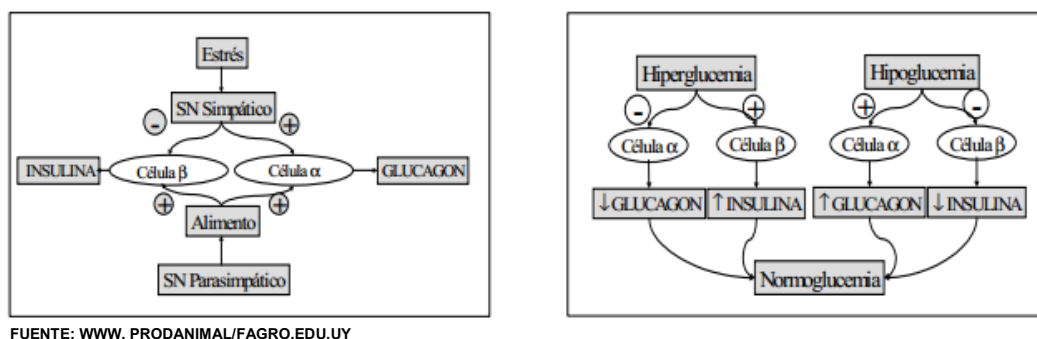 Estrés
SN Simpático
-
+
INSULINA
Célula β
Célula α
GLUCAGON
+
+
Alimento
SN Parasimpático
Hiperglucemia
Hipoglucemia
-
+
+
-
Célula α
Célula β
Célula α
Célula β
↓GLUCAGON
↑INSULINA
↑GLUCAGON
↓INSULINA
Normoglucemia
FUENTE: WWW. PRODANIMAL/FAGRO.EDU.UY